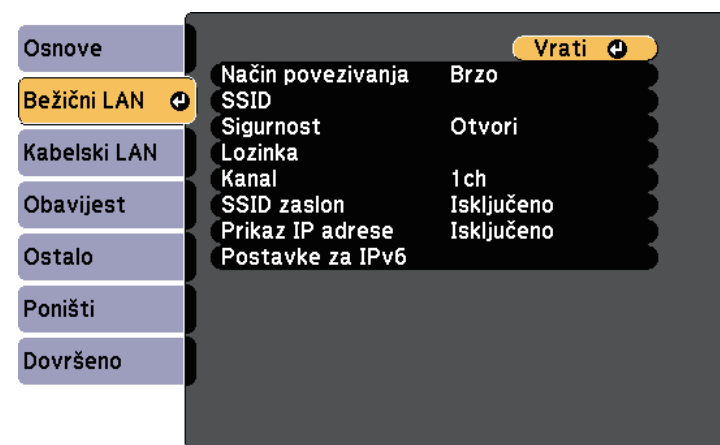 Osnove
Bežični LAN
Kabelski LAN
Obavijest
Ostalo
Poništi
Dovršeno
Vrati
Način povezivanja Brzo
SSID
Sigurnost Otvori
Lozinka
Kanal 1ch
SSID zaslon Isključeno
Prikaz IP adrese Isključeno
Postavke za IPv6